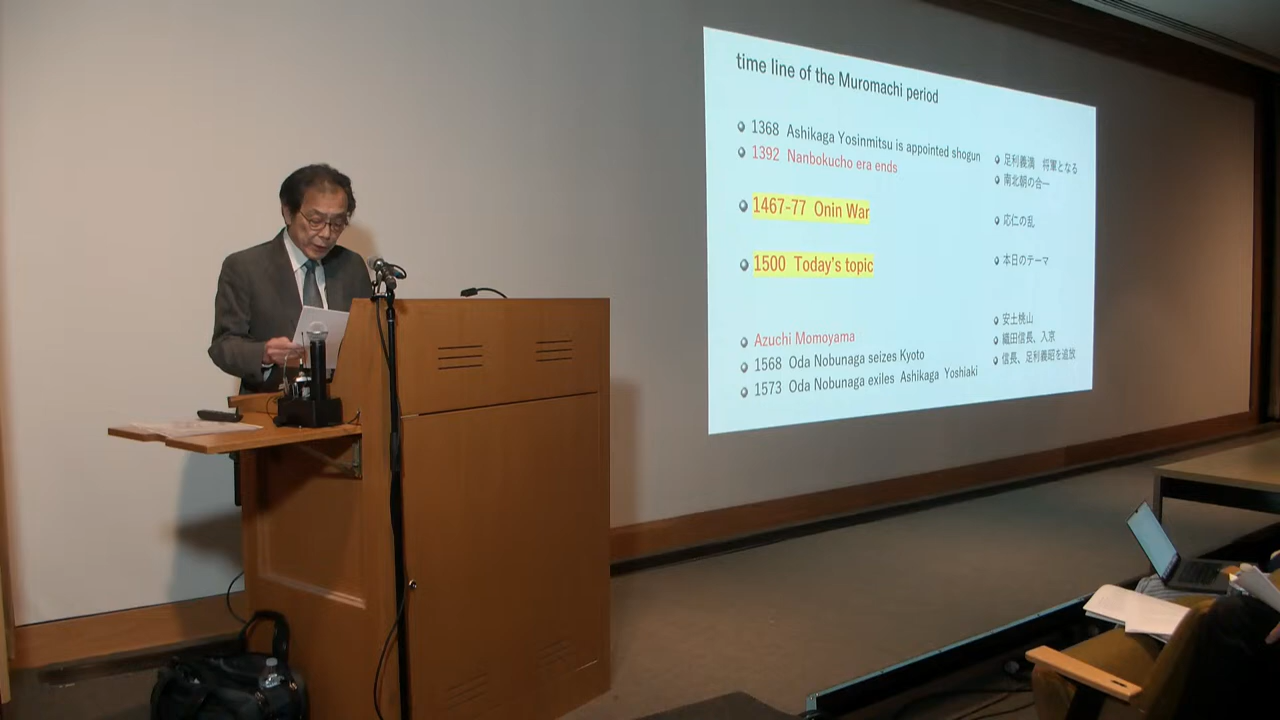 time line of the Muromachi period
1368 Ashikaga Yosinmitsu is appointed shogun
1392 Nanbokucho era ends
1467-77 Onin War
1500 Today's topic
Azuchi Momoyama
1568 Oda Nobunaga seizes Kyoto
1573 Oda Nobunaga exiles Ashikaga Yoshiaki
足利義満 将軍となる
南北朝の合一
応仁の乱
本日のテーマ
安土桃山
織田信長、入京
信長、足利義昭を追放